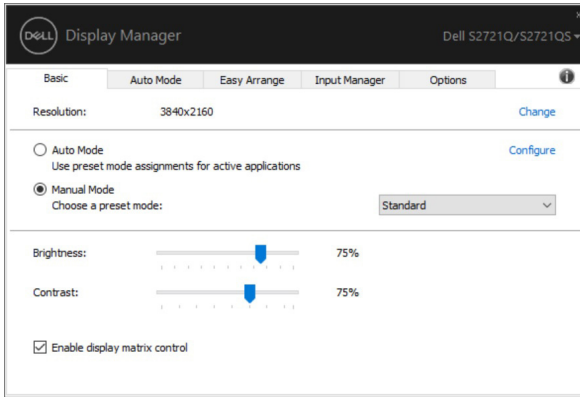 DELL Display Manager
Dell S2721Q/S2721QS
Basic Auto Mode Easy Arrange Input Manager Options
Resolution: 3840x2160 Change
Auto Mode Configure
Use preset mode assignments for active applications
Manual Mode
Choose a preset mode: Standard
Brightness: 75%
Contrast: 75%
Enable display matrix control